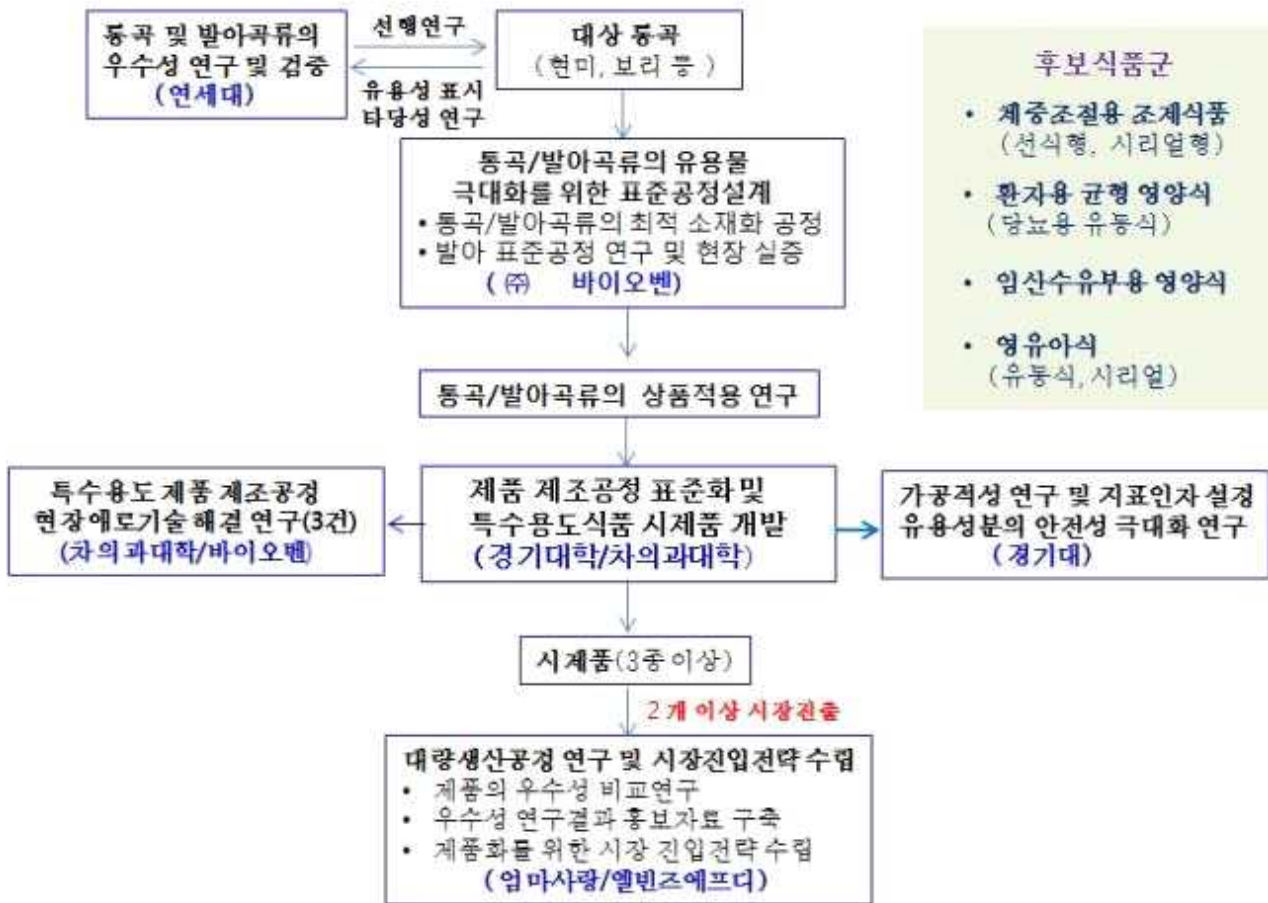 통곡 및 발아곡류의
우수성 연구 및 검증
(연세대)
선행연구
유용성 표시
타당성 연구
대상 통곡
(현미, 보리 등 )
후보식품군
• 체중조절용 조제식품
(선식형, 시리얼형)
• 환자용 균형 영양식
(당뇨용 유동식)
• 임산수유부용 영양식
• 영유아식
(유동식, 시리얼)
통곡/발아곡류의 유용물
극대화를 위한 표준공정설계
• 통곡/발아곡류의 최적 소재화 공정
• 발아 표준공정 연구 및 현장 실증
( ㈜ 바이오벤)
통곡/발아곡류의 상품적용 연구
특수용도 제품 제조공정
현장애로기술 해결 연구(3건)
(차의과대학/바이오벤)
제품 제조공정 표준화 및
특수용도식품 시제품 개발
(경기대학/차의과대학)
가공적성 연구 및 지표인자 설정
유용성분의 안전성 극대화 연구
(경기대)
시제품(3종 이상)
2 개 이상 시장진출
대량생산공정 연구 및 시장진입전략 수립
• 제품의 우수성 비교연구
• 우수성 연구결과 홍보자료 구축
• 제품화를 위한 시장 진입전략 수립
(엄마사랑/엘빈즈에프디)